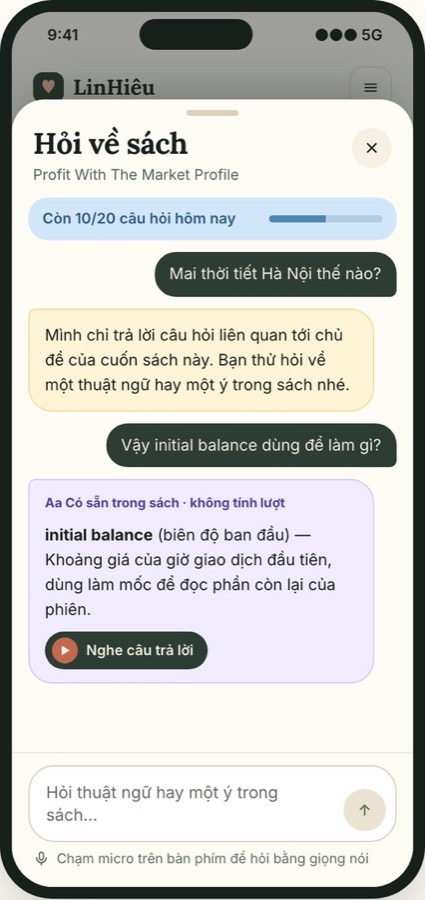 9:41
5G
LinHiêu
Hỏi về sách
Profit With The Market Profile
Còn 10/20 câu hỏi hôm nay
Mai thời tiết Hà Nội thế nào?
Mình chỉ trả lời câu hỏi liên quan tới chủ
đề của cuốn sách này. Bạn thử hỏi về
một thuật ngữ hay một ý trong sách nhé.
Vậy initial balance dùng để làm gì?
Aa Có sẵn trong sách · không tính lượt
initial balance (biên độ ban đầu) —
Khoảng giá của giờ giao dịch đầu tiên,
dùng làm mốc để đọc phần còn lại của
phiên.
Nghe câu trả lời
Hỏi thuật ngữ hay một ý trong
sách...
Chạm micro trên bàn phím để hỏi bằng giọng nói